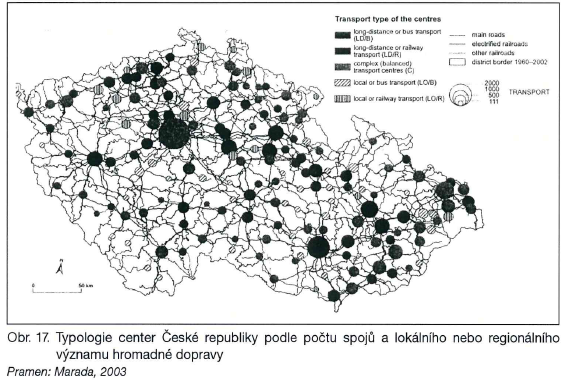 Transport type of the centres
long-distance or bus transport
(LD/B)
long-distance or railway
transport (LD/R)
complex (balanced)
transport centres (C)
local or bus transport (LO/B)
local or railway transport (LO/R)
main roads
electrified railroads
other railroads
district border 1960–2002
2000
1000
500
111
TRANSPORT
0 50 km
Obr. 17. Typologie center České republiky podle počtu spojů a lokálního nebo regionálního
významu hromadné dopravy
Pramen: Marada, 2003